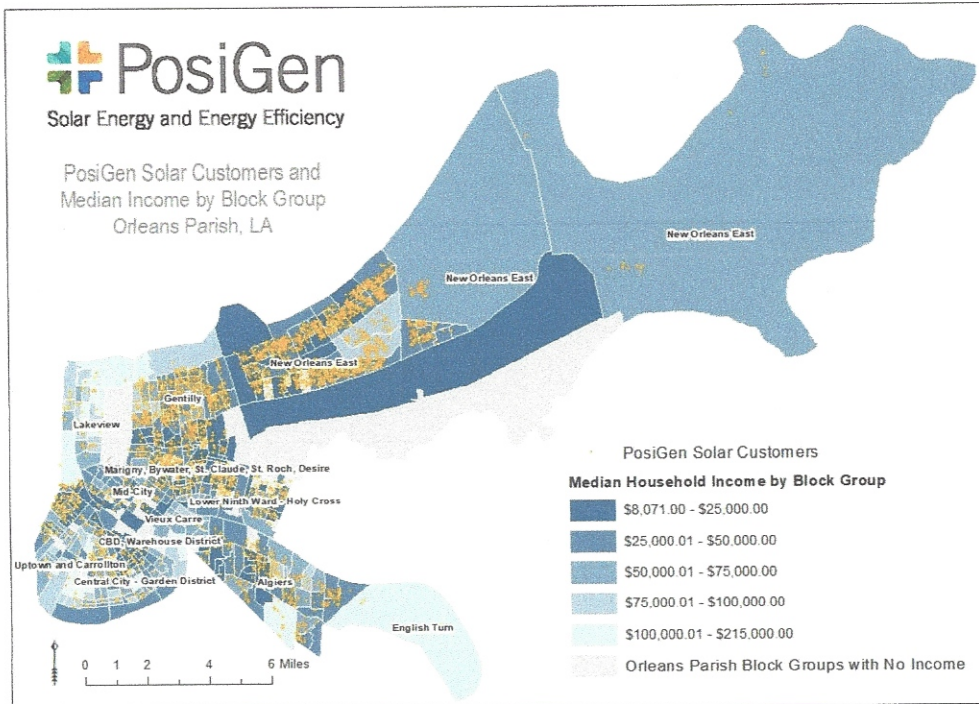 PosiGen
Solar Energy and Energy Efficiency
PosiGen Solar Customers and
Median Income by Block Group
Orleans Parish, LA
New Orleans East
New Orleans East
New Orleans East
Gentilly
Lakeview
Marigny, Bywater, St. Claude, St. Roch, Desire
Mid-City
Lower Ninth Ward - Holy Cross
Vieux Carre
CBD, Warehouse District
Uptown and Carrollton
Central City - Garden District
Algiers
English Turn
0 1 2 4 6 Miles
PosiGen Solar Customers
Median Household Income by Block Group
$8,071.00 - $25,000.00
$25,000.01 - $50,000.00
$50,000.01 - $75,000.00
$75,000.01 - $100,000.00
$100,000.01 - $215,000.00
Orleans Parish Block Groups with No Income